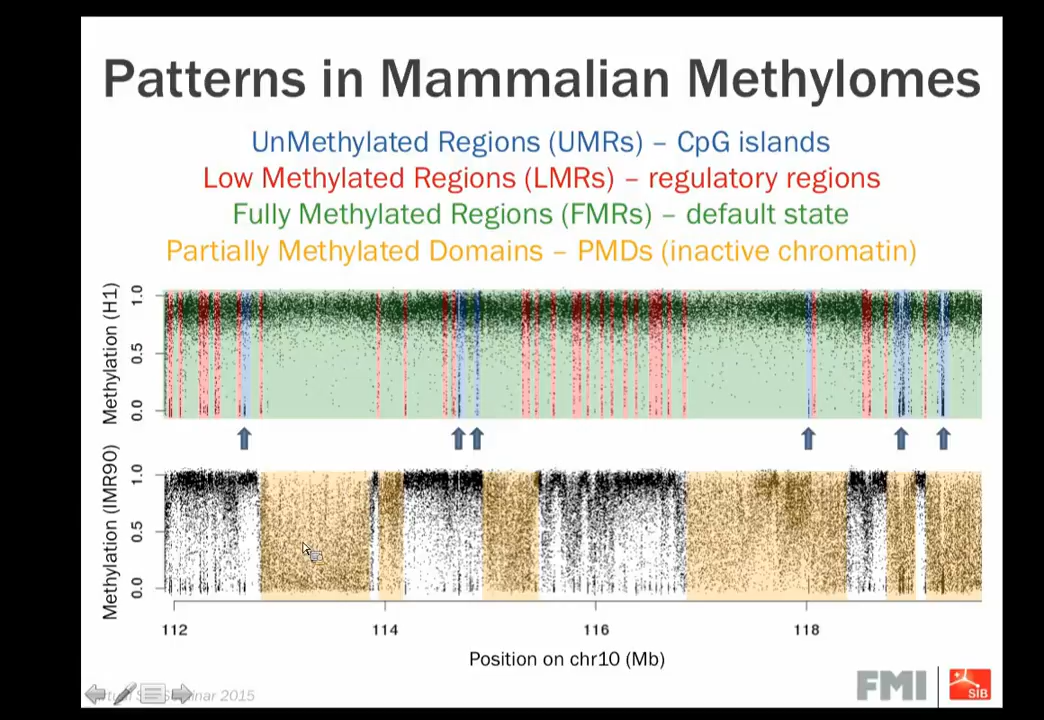 Patterns in Mammalian Methylomes
UnMethylated Regions (UMRs) – CpG islands
Low Methylated Regions (LMRs) – regulatory regions
Fully Methylated Regions (FMRs) – default state
Partially Methylated Domains – PMDs (inactive chromatin)
Methylation (H1)
1.0
0.5
0.0
Methylation (IMR90)
1.0
0.5
0.0
112 114 116 118
Position on chr10 (Mb)
2015
FMI
SIB